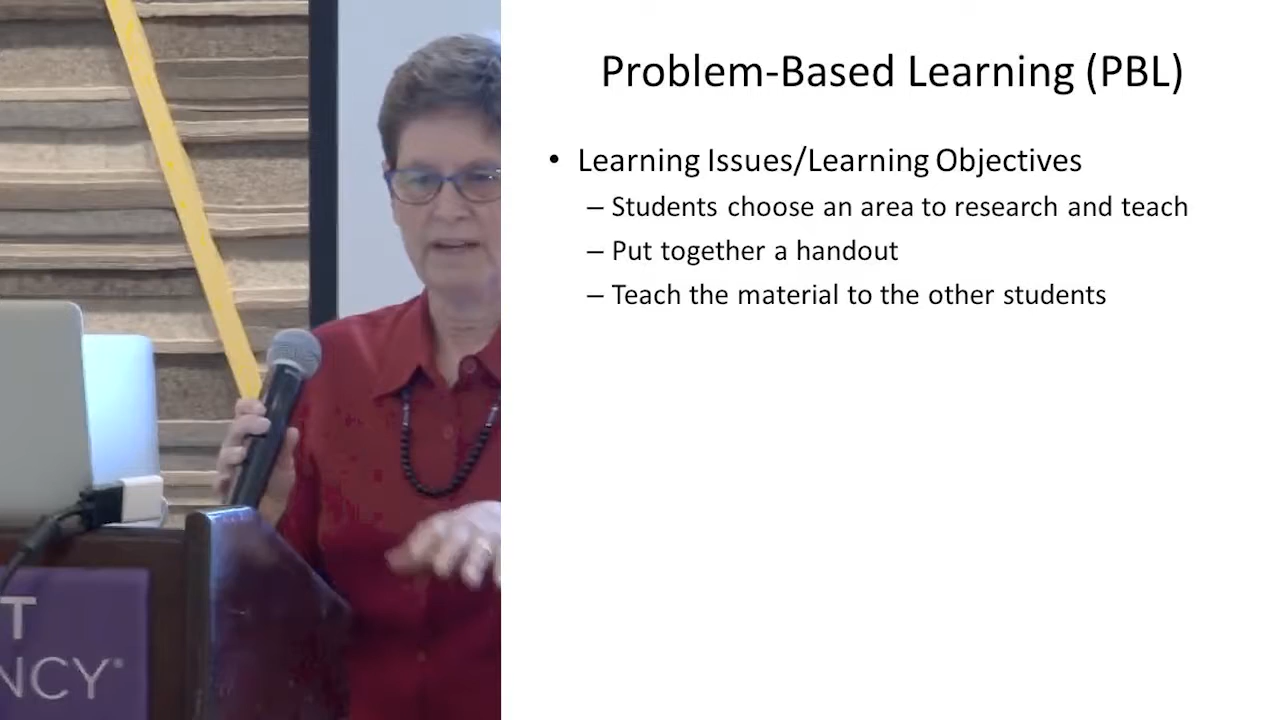 Problem-Based Learning (PBL)
• Learning Issues/Learning Objectives
– Students choose an area to research and teach
– Put together a handout
– Teach the material to the other students